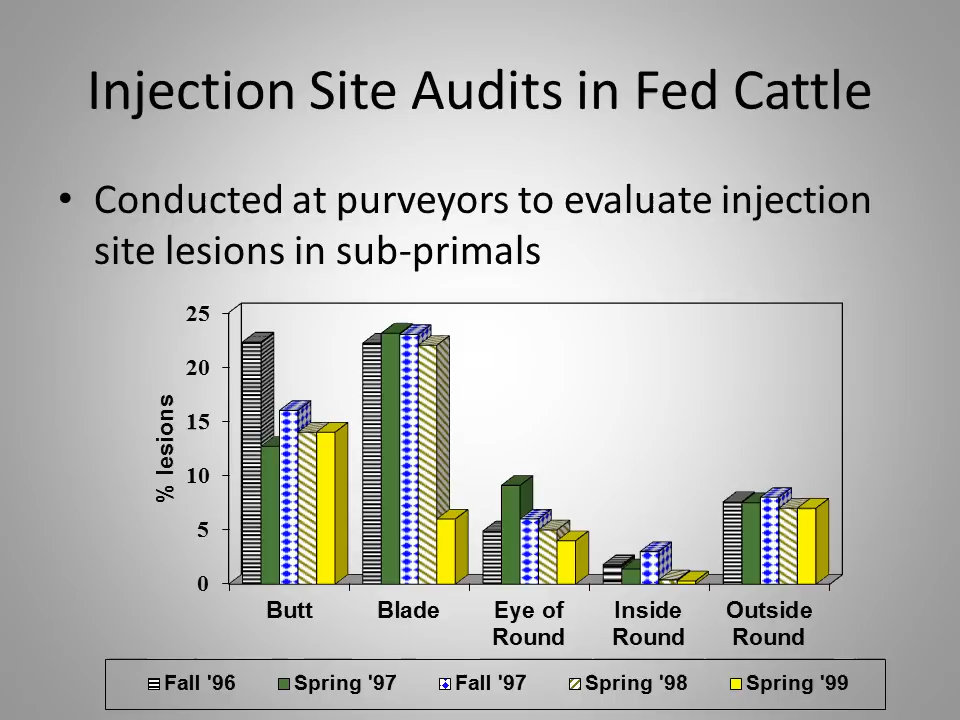 Injection Site Audits in Fed Cattle
• Conducted at purveyors to evaluate injection
site lesions in sub-primals
25
20
15
10
5
0
% lesions
Butt
Blade
Eye of
Round
Inside
Round
Outside
Round
Fall '96 Spring '97 Fall '97 Spring '98 Spring '99